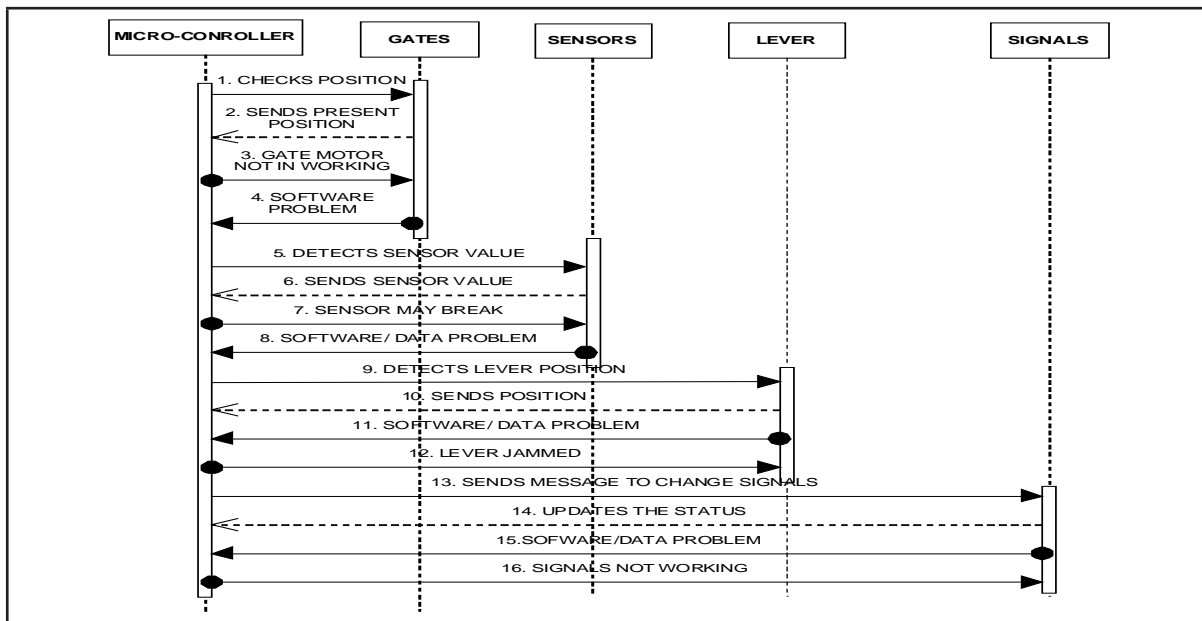 MICRO-CONROLLER
GATES
SENSORS
LEVER
SIGNALS
1. CHECKS POSITION
2. SENDS PRESENT
POSITION
3. GATE MOTOR
NOT IN WORKING
4. SOFTWARE
PROBLEM
5. DETECTS SENSOR VALUE
6. SENDS SENSOR VALUE
7. SENSOR MAY BREAK
8. SOFTWARE/ DATA PROBLEM
9. DETECTS LEVER POSITION
10. SENDS POSITION
11. SOFTWARE/ DATA PROBLEM
12. LEVER JAMMED
13. SENDS MESSAGE TO CHANGE SIGNALS
14. UPDATES THE STATUS
15.SOFWARE/DATA PROBLEM
16. SIGNALS NOT WORKING